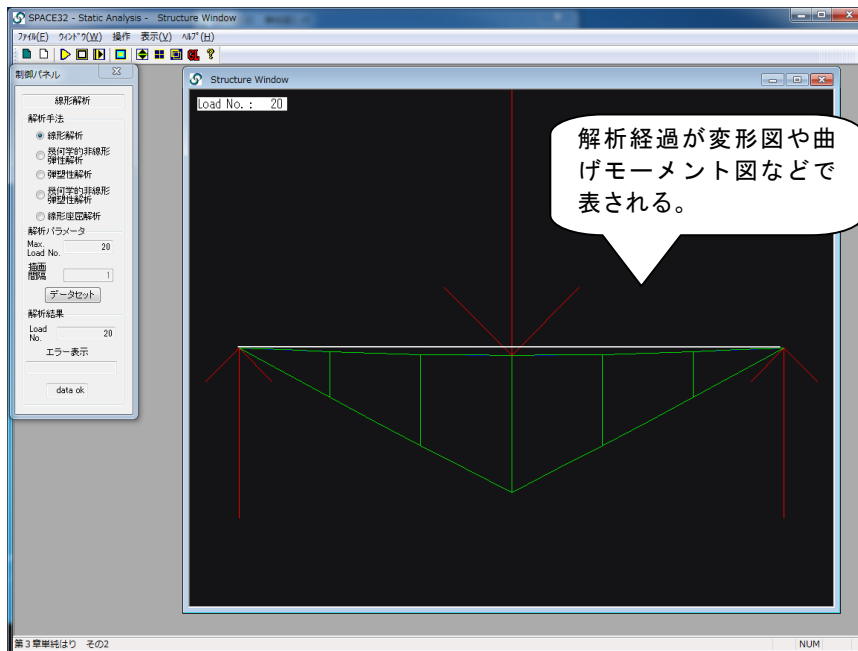 SPACE32 - Static Analysis - Structure Window
ファイル(F) ウィンドウ(W) 操作 表示(V) ヘルプ(H)
制御パネル
線形解析
解析手法
線形解析
幾何学的非線形
弾性解析
弾塑性解析
幾何学的非線形
弾塑性解析
線形座屈解析
解析パラメータ
Max.
Load No.
20
描画
間隔
1
データセット
解析結果
Load
No.
20
エラー表示
data ok
Structure Window
Load No. : 20
解析経過が変形図や曲
げモーメント図などで
表される。
第3章単純はり その2
NUM